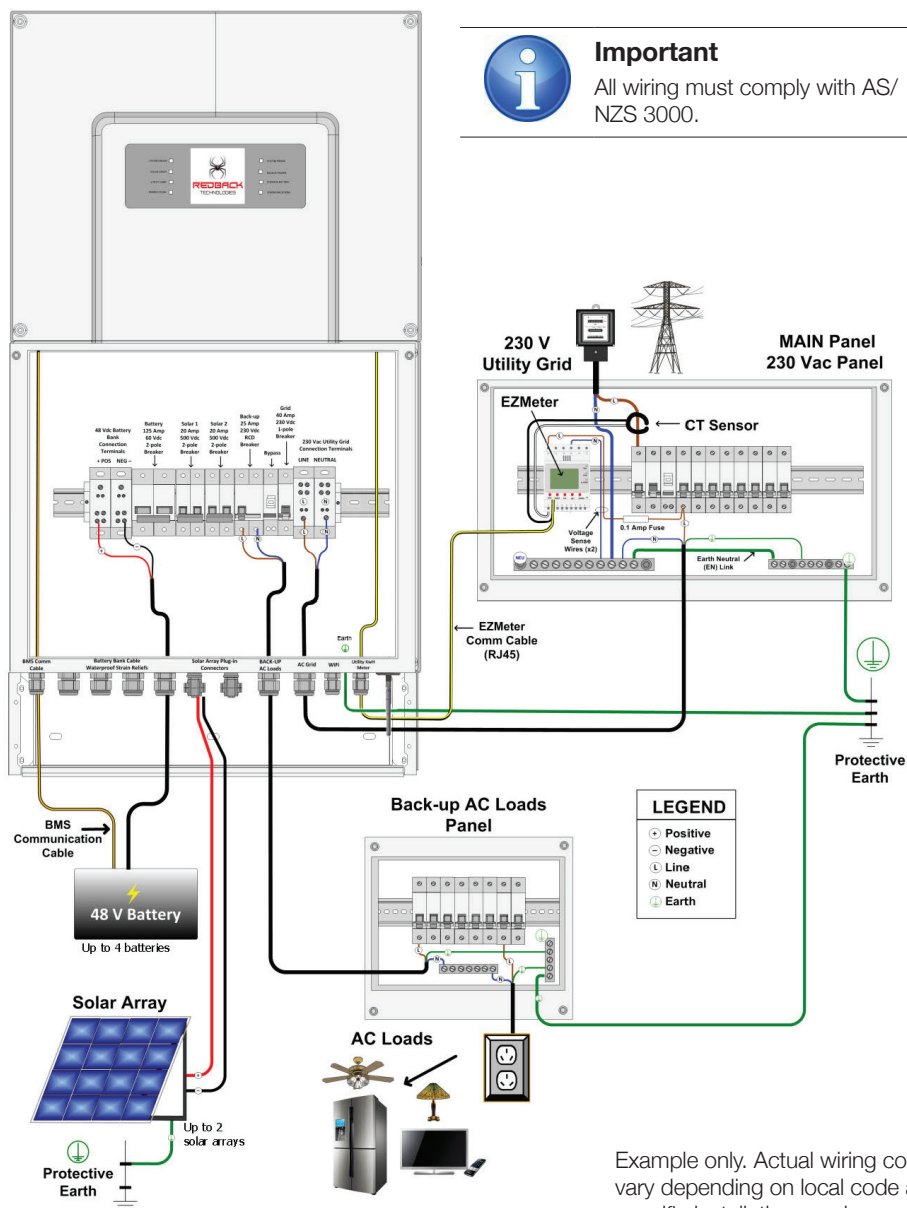 Important
All wiring must comply with AS/
NZS 3000.
REDBACK
TECHNOLOGIES
48 Vdc Battery
Bank
Connection
Terminals
+ POS NEG –
Battery
125 Amp
60 Vdc
2-pole
Breaker
Solar 1
20 Amp
500 Vdc
2-pole
Breaker
Solar 2
20 Amp
500 Vdc
2-pole
Breaker
Back-up
25 Amp
230 Vdc
RCD
Breaker
Bypass
Grid
40 Amp
230 Vdc
1-pole
Breaker
230 Vac Utility Grid
Connection Terminals
LINE NEUTRAL
L
N
L
N
L
N
+
–
Earth
BMS Comm
Cable
Battery Bank Cable
Waterproof Strain Reliefs
Solar Array Plug-in
Connectors
BACK-UP
AC Loads
AC Grid
WIFI
Utility kWH
Meter
230 V
Utility Grid
MAIN Panel
230 Vac Panel
EZMeter
CT Sensor
L
N
L
N
0.1 Amp Fuse
L
Voltage
Sense
Wires (x2)
NEU
N
Earth Neutral
(EN) Link
EZMeter
Comm Cable
(RJ45)
Protective
Earth
BMS
Communication
Cable
48 V Battery
Up to 4 batteries
Back-up AC Loads
Panel
L
N
L
N
LEGEND
+ Positive
– Negative
L Line
N Neutral
Earth
Solar Array
+
–
Up to 2
solar arrays
Protective
Earth
AC Loads
Example only. Actual wiring co
vary depending on local code a